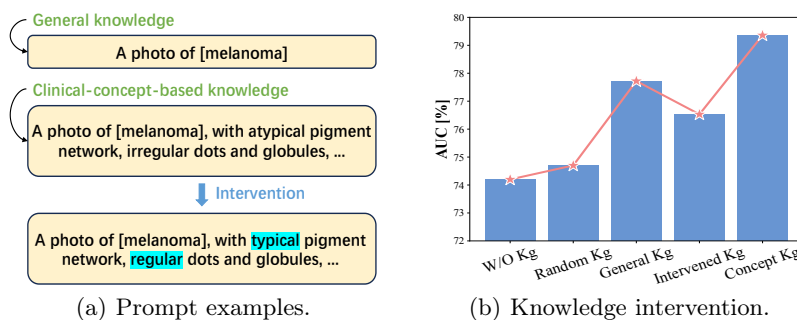 General knowledge
A photo of [melanoma]
Clinical-concept-based knowledge
A photo of [melanoma], with atypical pigment
network, irregular dots and globules, ...
Intervention
A photo of [melanoma], with typical pigment
network, regular dots and globules, ...
(a) Prompt examples.
AUC [%]
80
79
78
77
76
75
74
73
72
W/O Kg
Random Kg
General Kg
Intervened Kg
Concept Kg
(b) Knowledge intervention.